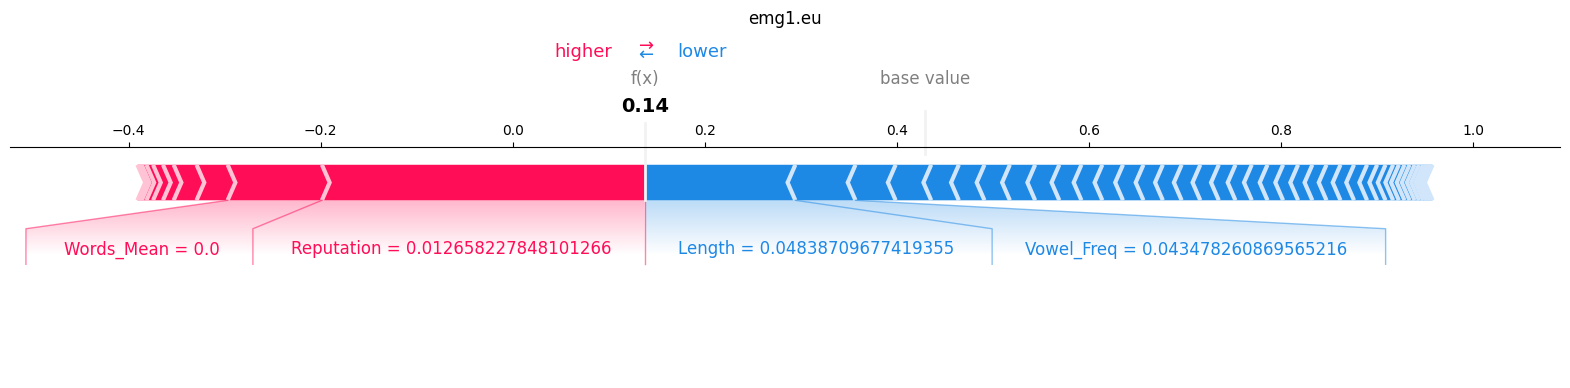 emg1.eu
higher ⇄ lower
f(x) base value
0.14
−0.4 −0.2 0.0 0.2 0.4 0.6 0.8 1.0
Words_Mean = 0.0 Reputation = 0.012658227848101266 Length = 0.04838709677419355 Vowel_Freq = 0.043478260869565216